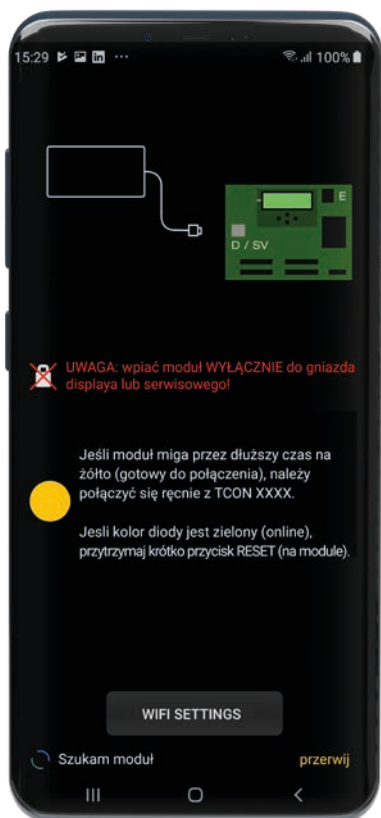 15:29 ... 100%
E
D / SV
UWAGA: wpiać moduł WYŁĄCZNIE do gniazda
displaya lub serwisowego!
Jeśli moduł miga przez dłuższy czas na
żółto (gotowy do połączenia), należy
połączyć się ręcznie z TCON XXXX.
Jesli kolor diody jest zielony (online),
przytrzymaj krótko przycisk RESET (na module).
WIFI SETTINGS
Szukam moduł przerwij